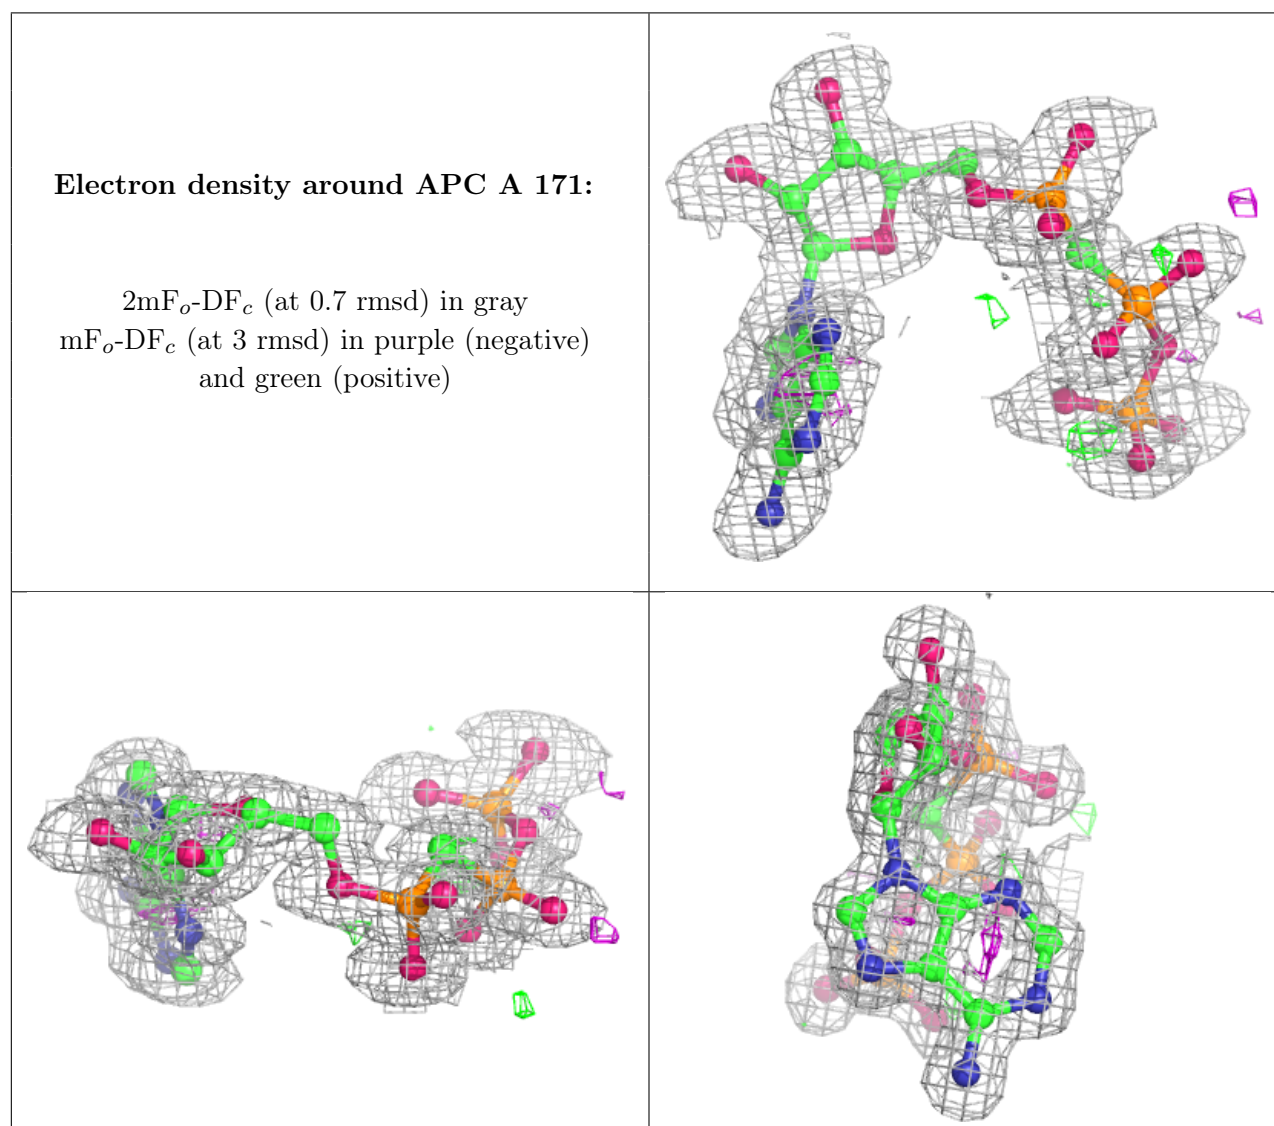 Electron density around APC A 171:
2mFo-DFc (at 0.7 rmsd) in gray
mFo-DFc (at 3 rmsd) in purple (negative)
and green (positive)